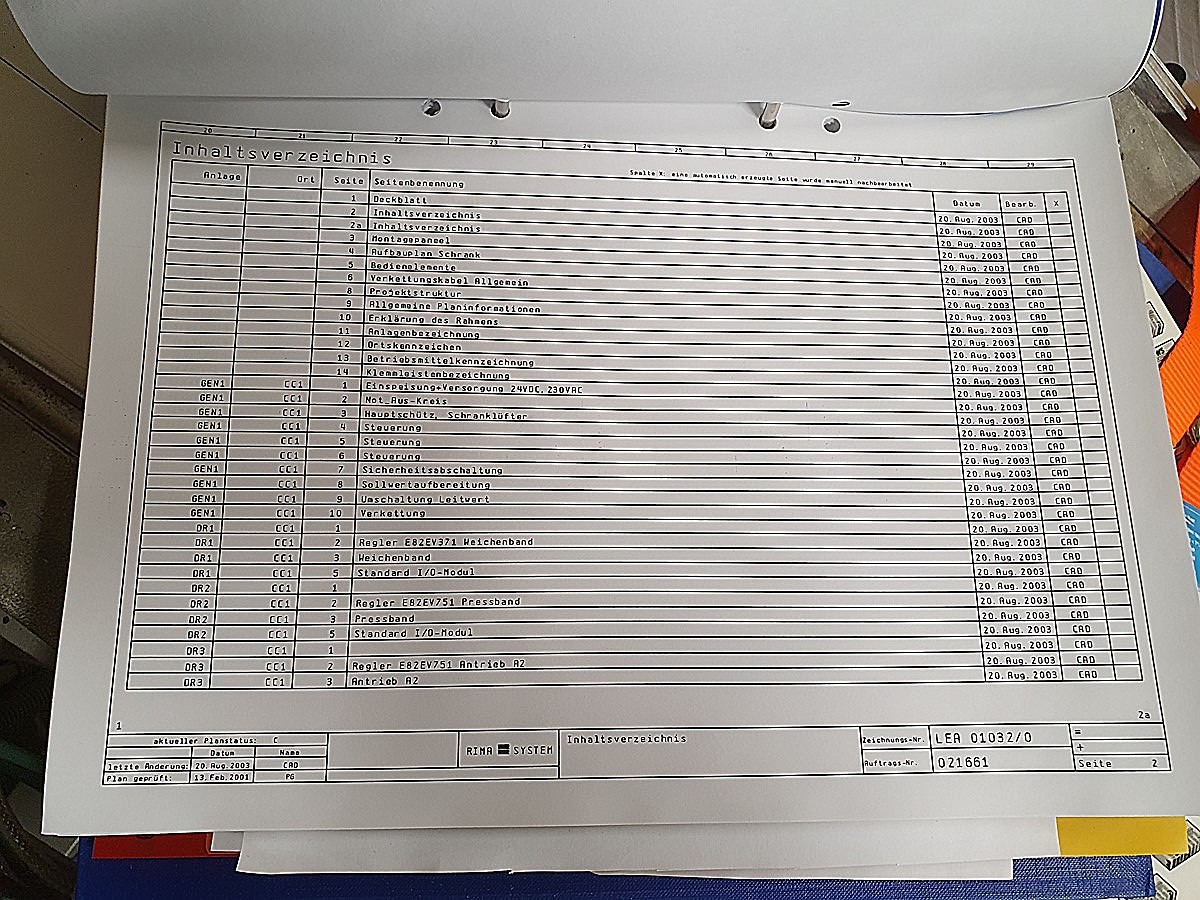 20 21 22 23 24 25 26 27 28 29
Inhaltsverzeichnis
Spalte X: eine automatisch erzeugte Seite wurde manuell nachbearbeitet
Anlage Ort Seite Seitenbenennung Datum Bearb. X
1 Deckblatt 20. Aug. 2003 CAD
2 Inhaltsverzeichnis 20. Aug. 2003 CAD
2a Inhaltsverzeichnis 20. Aug. 2003 CAD
3 Montagepaneel 20. Aug. 2003 CAD
4 Aufbauplan Schrank 20. Aug. 2003 CAD
5 Bedienelemente 20. Aug. 2003 CAD
6 Verkettungskabel Allgemein 20. Aug. 2003 CAD
8 Projektstruktur 20. Aug. 2003 CAD
9 Allgemeine Planinformationen 20. Aug. 2003 CAD
10 Erklärung des Rahmens 20. Aug. 2003 CAD
11 Anlagenbezeichnung 20. Aug. 2003 CAD
12 Ortskennzeichen 20. Aug. 2003 CAD
13 Betriebsmittelkennzeichnung 20. Aug. 2003 CAD
14 Klemmleistenbezeichnung 20. Aug. 2003 CAD
GEN1 CC1 1 Einspeisung+Versorgung 24VDC, 230VAC 20. Aug. 2003 CAD
GEN1 CC1 2 Not_Aus-Kreis 20. Aug. 2003 CAD
GEN1 CC1 3 Hauptschütz, Schranklüfter 20. Aug. 2003 CAD
GEN1 CC1 4 Steuerung 20. Aug. 2003 CAD
GEN1 CC1 5 Steuerung 20. Aug. 2003 CAD
GEN1 CC1 6 Steuerung 20. Aug. 2003 CAD
GEN1 CC1 7 Sicherheitsabschaltung 20. Aug. 2003 CAD
GEN1 CC1 8 Sollwertaufbereitung 20. Aug. 2003 CAD
GEN1 CC1 9 Umschaltung Leitwert 20. Aug. 2003 CAD
GEN1 CC1 10 Verkettung 20. Aug. 2003 CAD
DR1 CC1 1 20. Aug. 2003 CAD
DR1 CC1 2 Regler E82EV371 Weichenband 20. Aug. 2003 CAD
DR1 CC1 3 Weichenband 20. Aug. 2003 CAD
DR1 CC1 5 Standard I/O-Modul 20. Aug. 2003 CAD
DR2 CC1 1 20. Aug. 2003 CAD
DR2 CC1 2 Regler E82EV751 Pressband 20. Aug. 2003 CAD
DR2 CC1 3 Pressband 20. Aug. 2003 CAD
DR2 CC1 5 Standard I/O-Modul 20. Aug. 2003 CAD
DR3 CC1 1 20. Aug. 2003 CAD
DR3 CC1 2 Regler E82EV751 Antrieb A2 20. Aug. 2003 CAD
DR3 CC1 3 Antrieb A2 20. Aug. 2003 CAD
1 2a
aktueller Planstatus: C
Datum Name
letzte Änderung: 20. Aug. 2003 CAD
Plan geprüft: 13. Feb. 2001 PG
RIMA SYSTEM
Inhaltsverzeichnis
Zeichnungs-Nr. LEA 01032/0 =
+
Auftrags-Nr. 021661 Seite 2